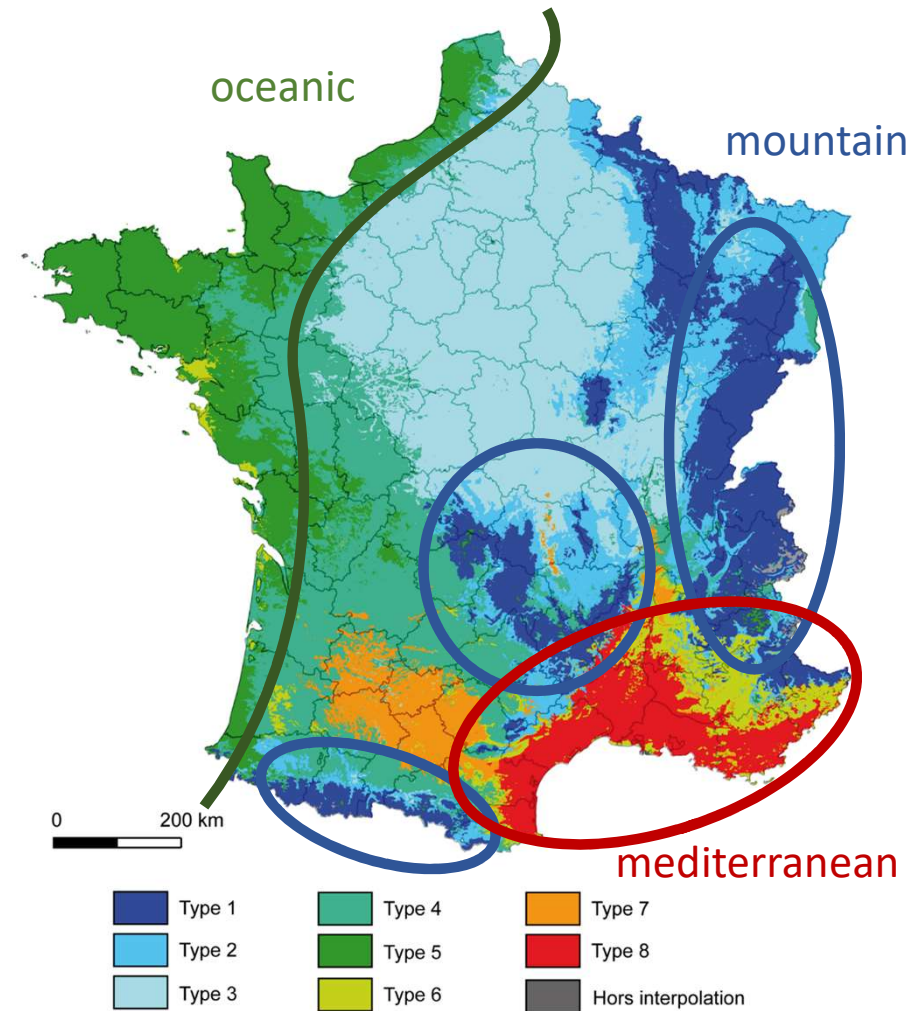 oceanic
mountain
0 200 km
mediterranean
Type 1 Type 4 Type 7
Type 2 Type 5 Type 8
Type 3 Type 6 Hors interpolation